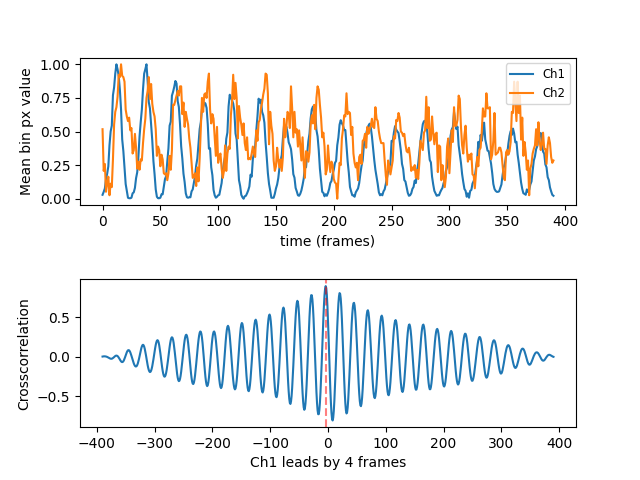 1.00
0.75
0.50
0.25
0.00
Mean bin px value
Ch1
Ch2
0 50 100 150 200 250 300 350 400
time (frames)
0.5
0.0
−0.5
Crosscorrelation
−400 −300 −200 −100 0 100 200 300 400
Ch1 leads by 4 frames